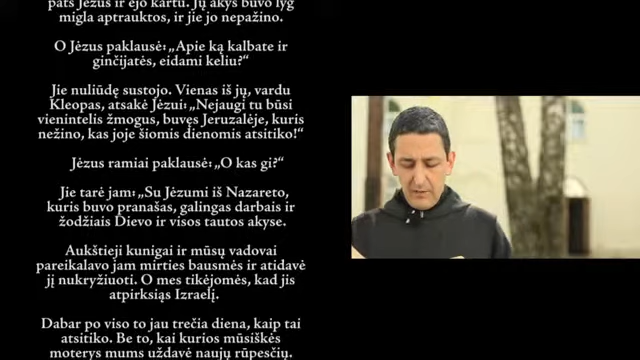 pats Jėzus ir ėjo kartu. Jų akys buvo lyg
migla aptrauktos, ir jie jo nepažino.
O Jėzus paklausė: „Apie ką kalbate ir
ginčijatės, eidami keliu?“
Jie nuliūdę sustojo. Vienas iš jų, vardu
Kleopas, atsakė Jėzui: „Nejaugi tu būsi
vienintelis žmogus, buvęs Jeruzalėje, kuris
nežino, kas joje šiomis dienomis atsitiko!“
Jėzus ramiai paklausė: „O kas gi?“
Jie tarė jam: „Su Jėzumi iš Nazareto,
kuris buvo pranašas, galingas darbais ir
žodžiais Dievo ir visos tautos akyse.
Aukštieji kunigai ir mūsų vadovai
pareikalavo jam mirties bausmės ir atidavė
jį nukryžiuoti. O mes tikėjomės, kad jis
atpirksiąs Izraelį.
Dabar po viso to jau trečia diena, kaip tai
atsitiko. Be to, kai kurios mūsiškės
moterys mums uždavė naujų rūpesčių.